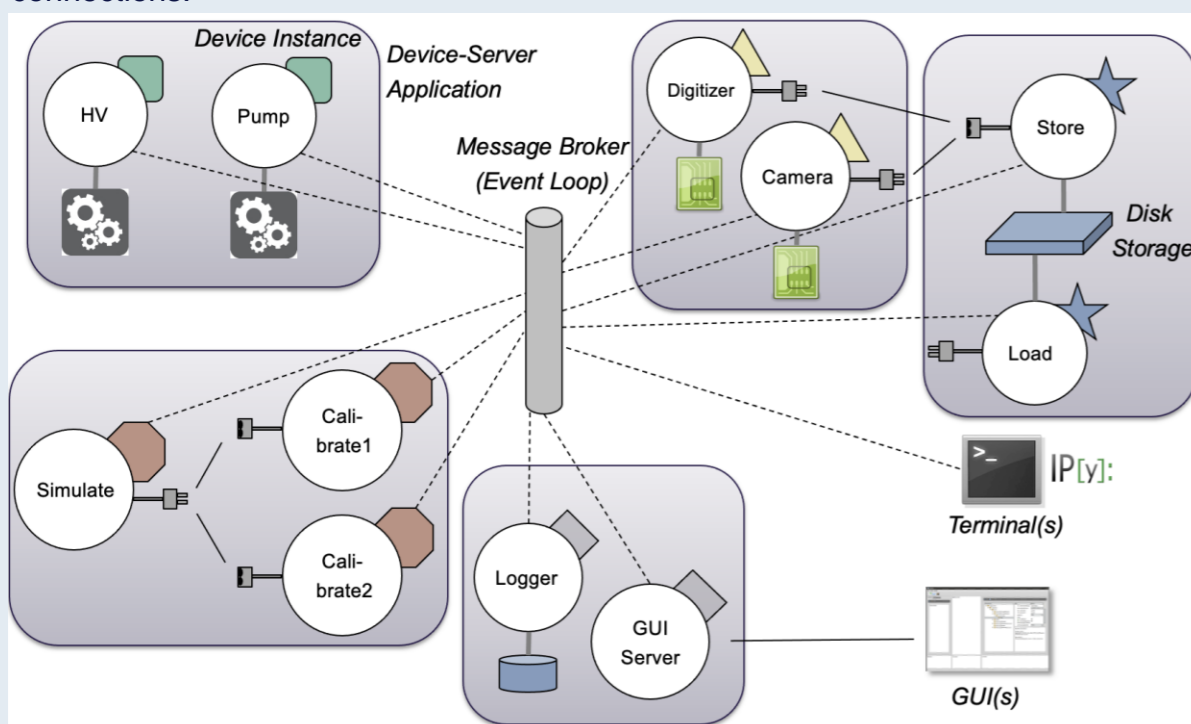 connections.
Device Instance
Device-Server
Application
HV
Pump
Message Broker
(Event Loop)
Digitizer
Camera
Store
Disk
Storage
Load
Simulate
Cali-
brate1
Cali-
brate2
Logger
GUI
Server
>_
IP[y]:
Terminal(s)
GUI(s)